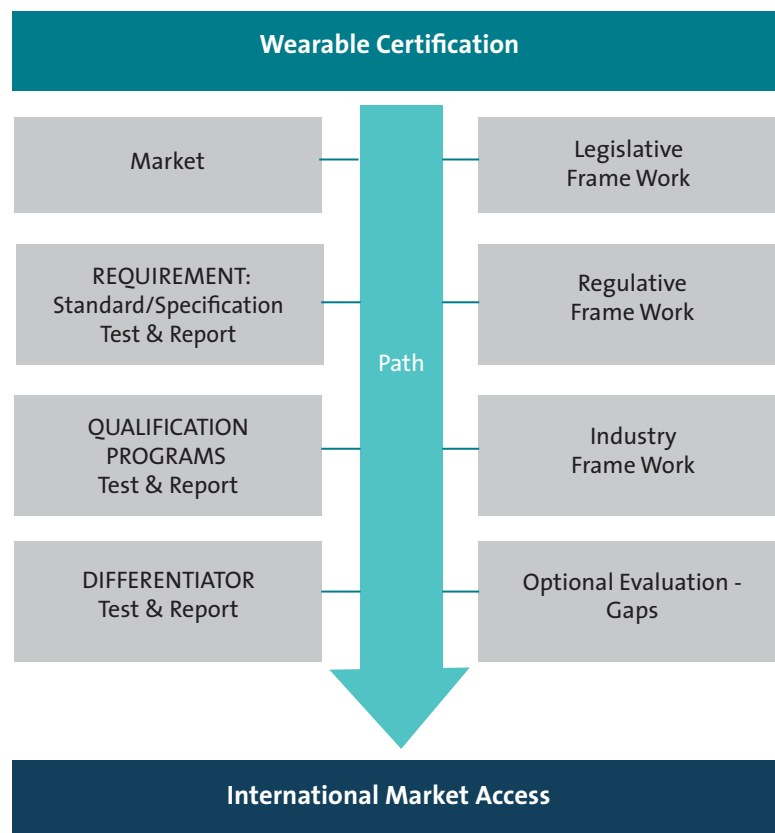 Wearable Certification
Market
Legislative
Frame Work
REQUIREMENT:
Standard/Specification
Test & Report
Regulative
Frame Work
Path
QUALIFICATION
PROGRAMS
Test & Report
Industry
Frame Work
DIFFERENTIATOR
Test & Report
Optional Evaluation -
Gaps
International Market Access